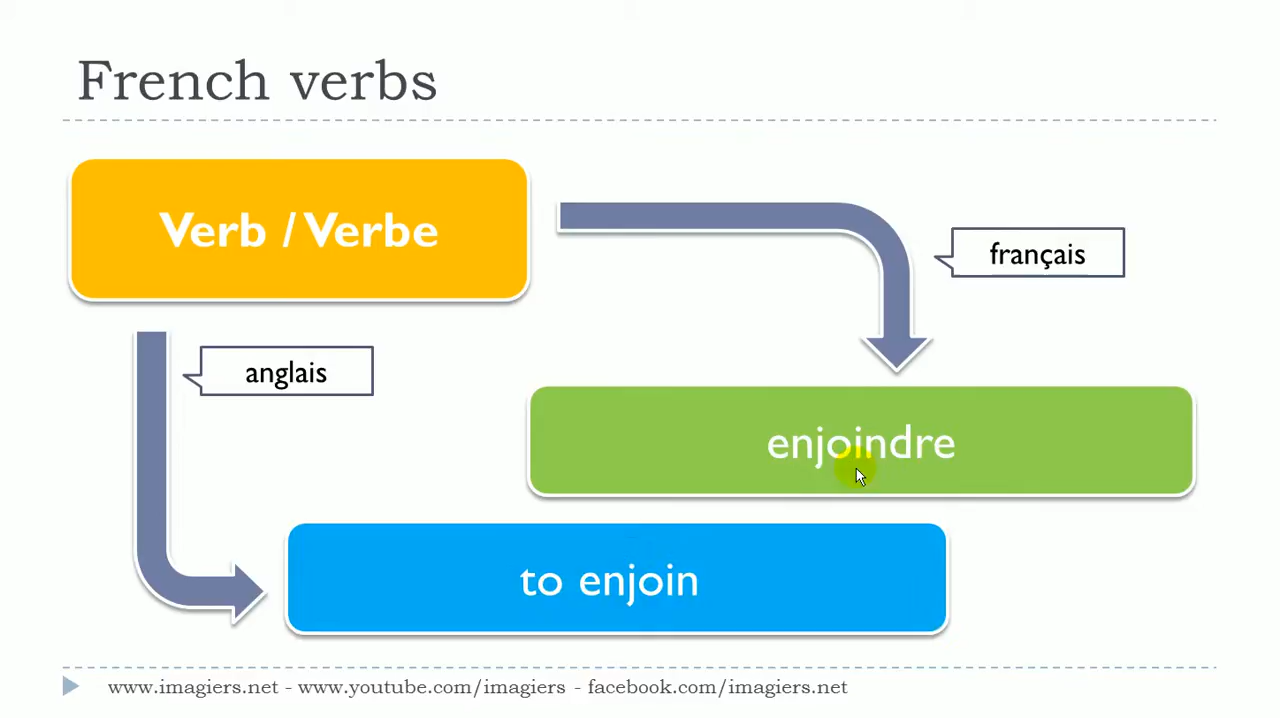 French verbs
Verb / Verbe
français
anglais
enjoindre
to enjoin
www.imagiers.net - www.youtube.com/imagiers - facebook.com/imagiers.net